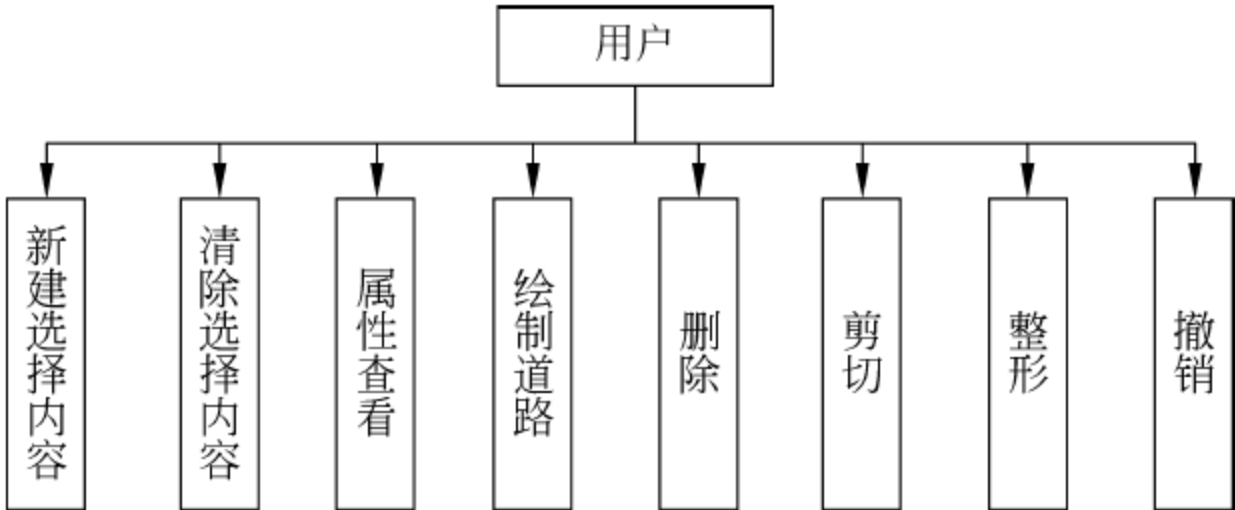 用户
新建选择内容
清除选择内容
属性查看
绘制道路
删除
剪切
整形
撤销